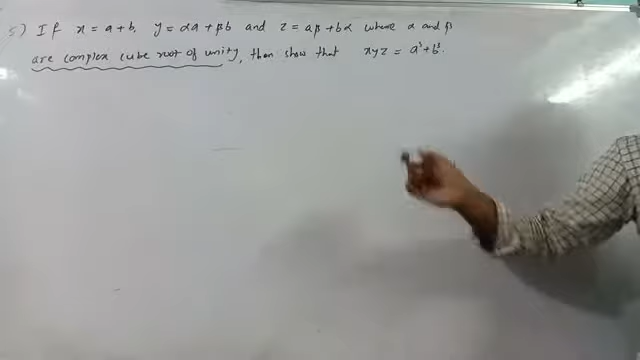 5) If x = a + b, y = αa + βb and z = aβ + bα where α and β
are complex cube root of unity, then show that xyz = a³ + b³.